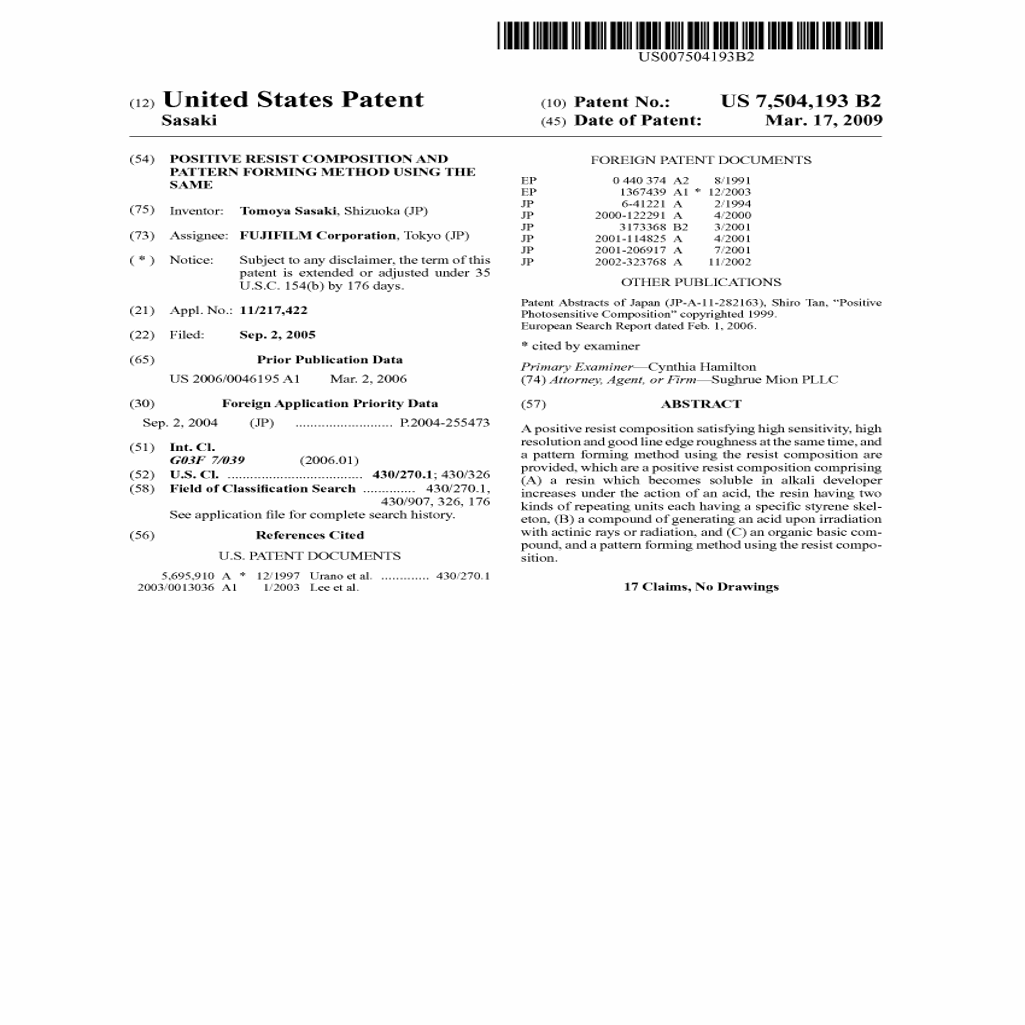 US007504193B2
(12) United States Patent
Sasaki
(10) Patent No.: US 7,504,193 B2
(45) Date of Patent: Mar. 17, 2009
(54) POSITIVE RESIST COMPOSITION AND
PATTERN FORMING METHOD USING THE
SAME
(75) Inventor: Tomoya Sasaki, Shizuoka (JP)
(73) Assignee: FUJIFILM Corporation, Tokyo (JP)
( * ) Notice: Subject to any disclaimer, the term of this
patent is extended or adjusted under 35
U.S.C. 154(b) by 176 days.
(21) Appl. No.: 11/217,422
(22) Filed: Sep. 2, 2005
(65) Prior Publication Data
US 2006/0046195 A1 Mar. 2, 2006
(30) Foreign Application Priority Data
Sep. 2, 2004 (JP) .......................... P.2004-255473
(51) Int. Cl.
G03F 7/039 (2006.01)
(52) U.S. Cl. .................................... 430/270.1; 430/326
(58) Field of Classification Search .............. 430/270.1,
430/907, 326, 176
See application file for complete search history.
(56) References Cited
U.S. PATENT DOCUMENTS
5,695,910 A * 12/1997 Urano et al. ............. 430/270.1
2003/0013036 A1 1/2003 Lee et al.
FOREIGN PATENT DOCUMENTS
EP 0 440 374 A2 8/1991
EP 1367439 A1 * 12/2003
JP 6-41221 A 2/1994
JP 2000-122291 A 4/2000
JP 3173368 B2 3/2001
JP 2001-114825 A 4/2001
JP 2001-206917 A 7/2001
JP 2002-323768 A 11/2002
OTHER PUBLICATIONS
Patent Abstracts of Japan (JP-A-11-282163), Shiro Tan, “Positive
Photosensitive Composition” copyrighted 1999.
European Search Report dated Feb. 1, 2006.
* cited by examiner
Primary Examiner—Cynthia Hamilton
(74) Attorney, Agent, or Firm—Sughrue Mion PLLC
(57) ABSTRACT
A positive resist composition satisfying high sensitivity, high
resolution and good line edge roughness at the same time, and
a pattern forming method using the resist composition are
provided, which are a positive resist composition comprising
(A) a resin which becomes soluble in alkali developer
increases under the action of an acid, the resin having two
kinds of repeating units each having a specific styrene skel-
eton, (B) a compound of generating an acid upon irradiation
with actinic rays or radiation, and (C) an organic basic com-
pound, and a pattern forming method using the resist compo-
sition.
17 Claims, No Drawings